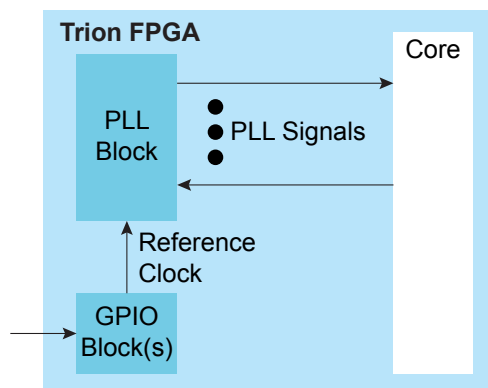 Trion FPGA
Core
PLL
Block
PLL Signals
Reference
Clock
GPIO
Block(s)